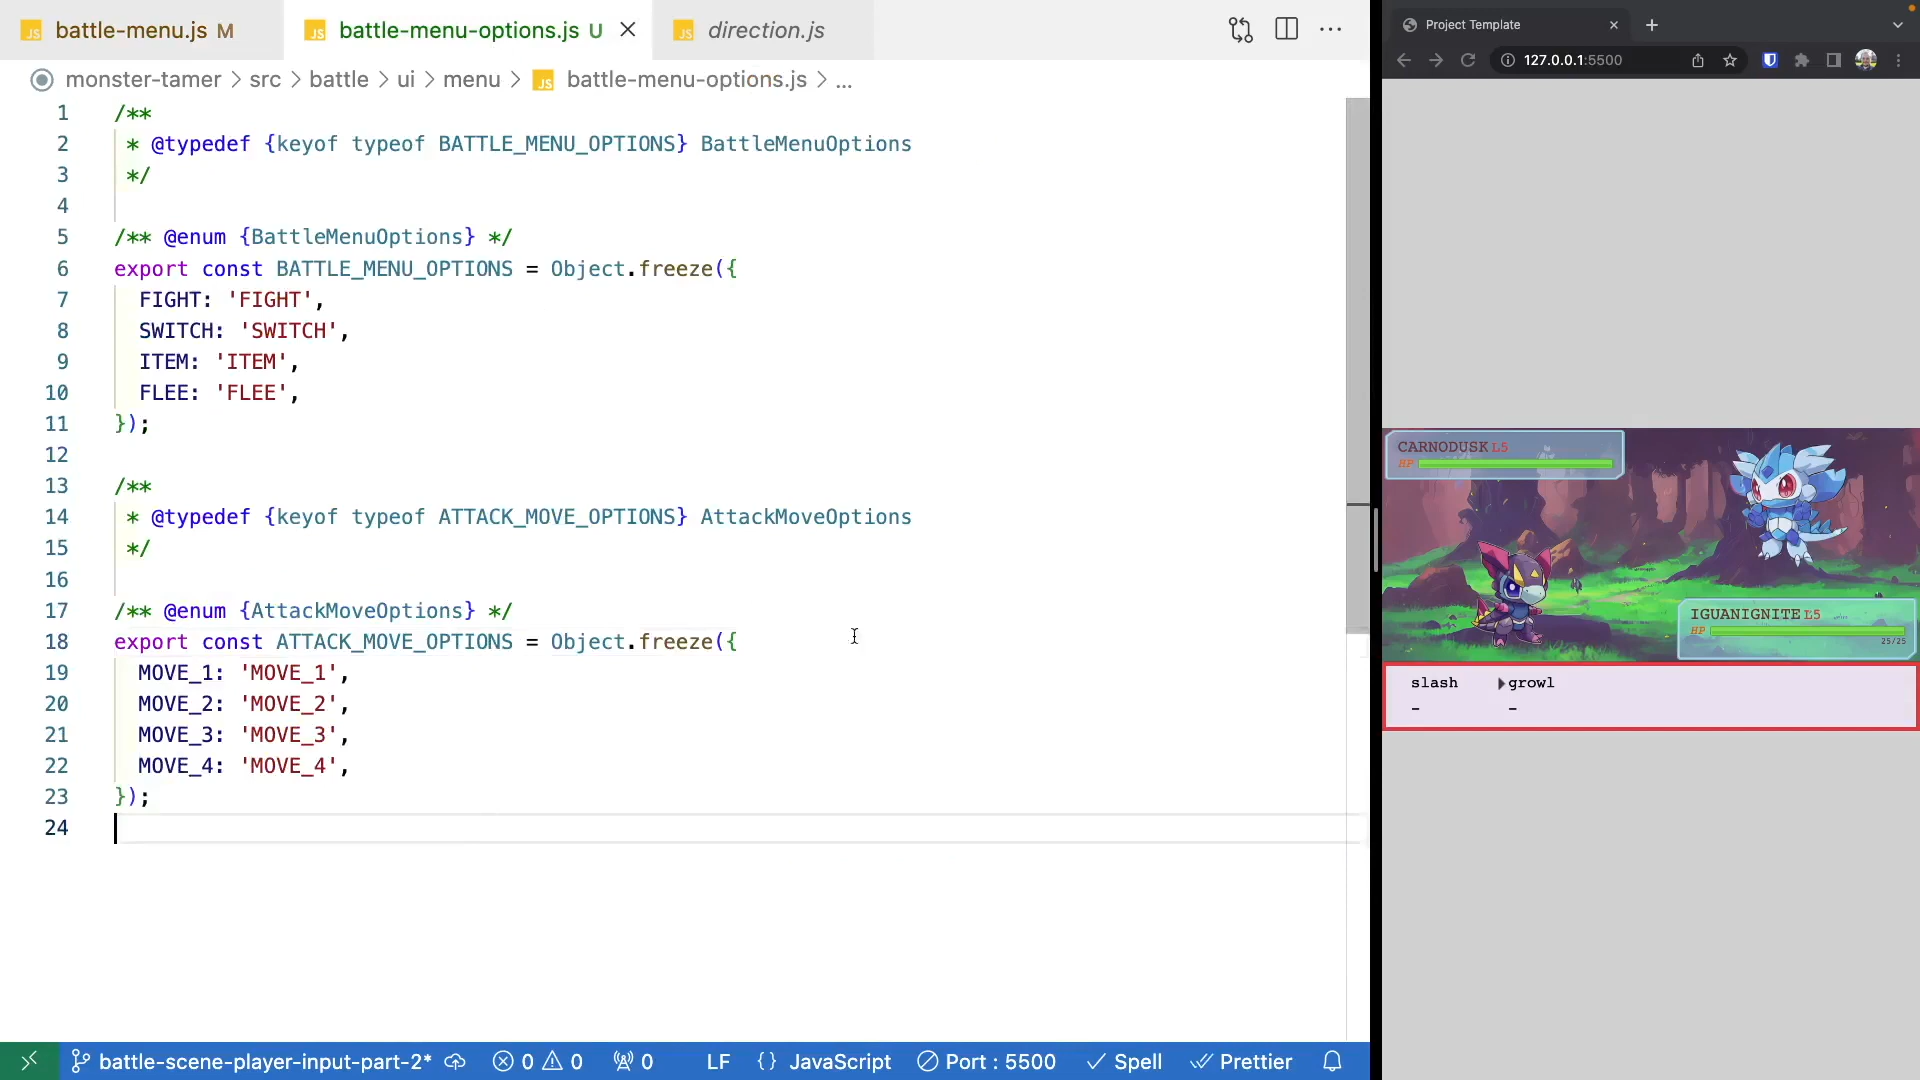 battle-menu.js M
battle-menu-options.js U
direction.js
monster-tamer > src > battle > ui > menu > battle-menu-options.js > ...
1 /**
2 * @typedef {keyof typeof BATTLE_MENU_OPTIONS} BattleMenuOptions
3 */
4
5 /** @enum {BattleMenuOptions} */
6 export const BATTLE_MENU_OPTIONS = Object.freeze({
7 FIGHT: 'FIGHT',
8 SWITCH: 'SWITCH',
9 ITEM: 'ITEM',
10 FLEE: 'FLEE',
11 });
12
13 /**
14 * @typedef {keyof typeof ATTACK_MOVE_OPTIONS} AttackMoveOptions
15 */
16
17 /** @enum {AttackMoveOptions} */
18 export const ATTACK_MOVE_OPTIONS = Object.freeze({
19 MOVE_1: 'MOVE_1',
20 MOVE_2: 'MOVE_2',
21 MOVE_3: 'MOVE_3',
22 MOVE_4: 'MOVE_4',
23 });
24
battle-scene-player-input-part-2* 0 0 0 LF {} JavaScript Port : 5500 Spell Prettier
Project Template
127.0.0.1:5500
CARNODUSK L5
HP
IGUANIGNITE L5
HP
25/25
slash growl
- -